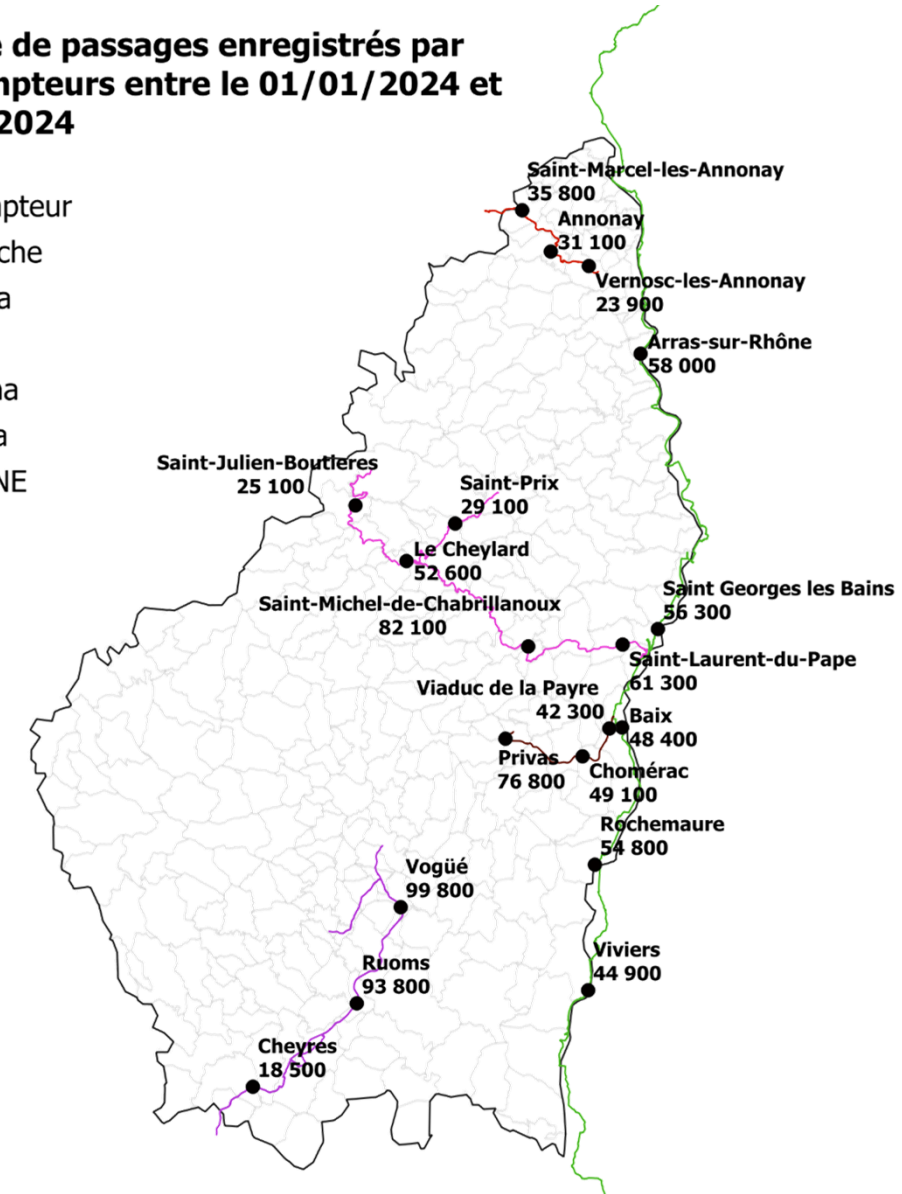 de passages enregistrés par
mpteurs entre le 01/01/2024 et
2024
mpteur
che
a
na
a
NE
Saint-Marcel-les-Annonay
35 800
Annonay
31 100
Vernosc-les-Annonay
23 900
Arras-sur-Rhône
58 000
Saint-Julien-Boutieres
25 100
Saint-Prix
29 100
Le Cheylard
52 600
Saint Georges les Bains
56 300
Saint-Michel-de-Chabrillanoux
82 100
Saint-Laurent-du-Pape
61 300
Viaduc de la Payre
42 300
Baix
48 400
Privas
76 800
Chomérac
49 100
Rochemaure
54 800
Vogüé
99 800
Viviers
44 900
Ruoms
93 800
Cheyrés
18 500